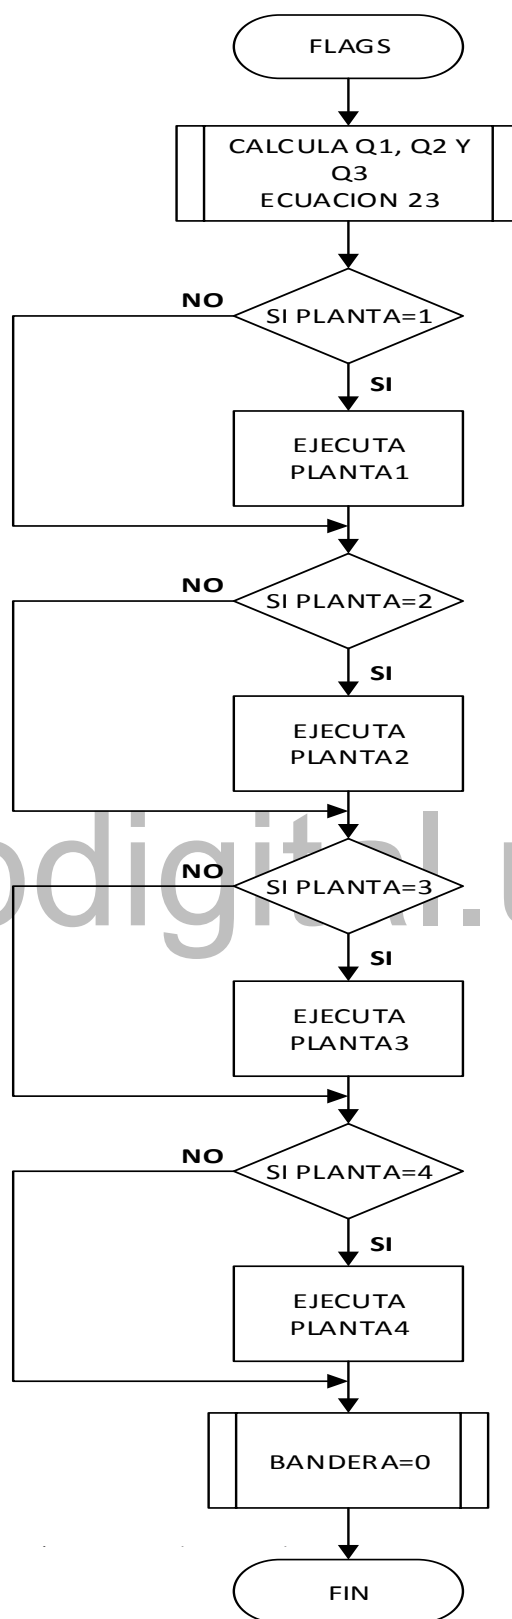 FLAGS
CALCULA Q1, Q2 Y
Q3
ECUACION 23
NO
SI PLANTA=1
SI
EJECUTA
PLANTA1
NO
SI PLANTA=2
SI
EJECUTA
PLANTA2
NO
SI PLANTA=3
odigital.u
SI
EJECUTA
PLANTA3
NO
SI PLANTA=4
SI
EJECUTA
PLANTA4
BANDERA=0
FIN